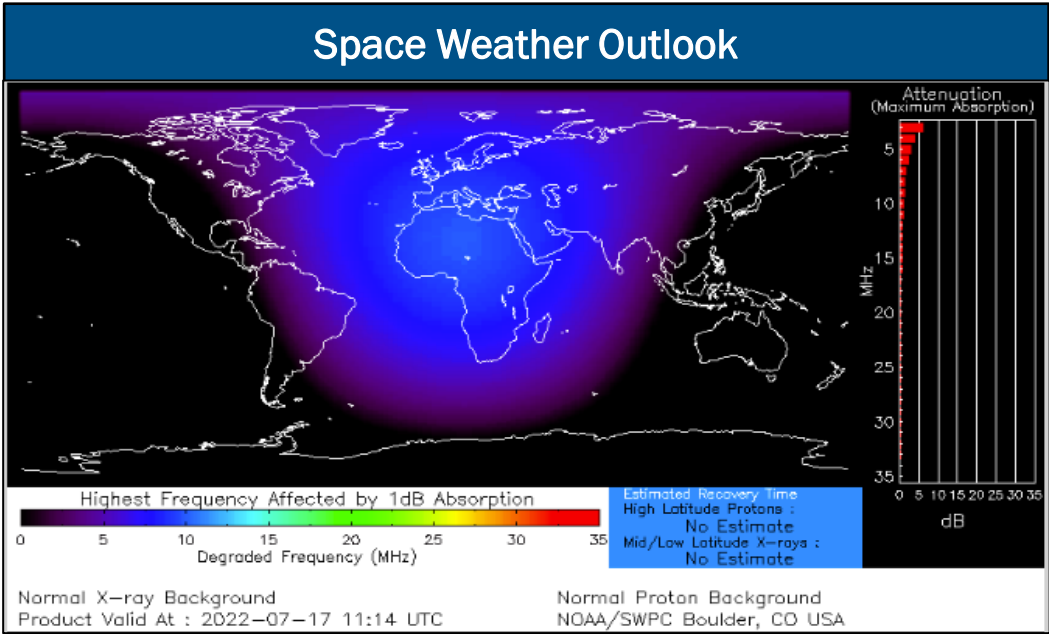 Space Weather Outlook
Attenuation
(Maximum Absorption)
5
10
15
20
25
30
35
MHz
0 5 10 15 20 25 30 35
dB
Highest Frequency Affected by 1dB Absorption
0 5 10 15 20 25 30 35
Degraded Frequency (MHz)
Estimated Recovery Time
High Latitude Protons :
No Estimate
Mid/Low Latitude X-rays :
No Estimate
Normal X-ray Background
Normal Proton Background
Product Valid At : 2022-07-17 11:14 UTC
NOAA/SWPC Boulder, CO USA